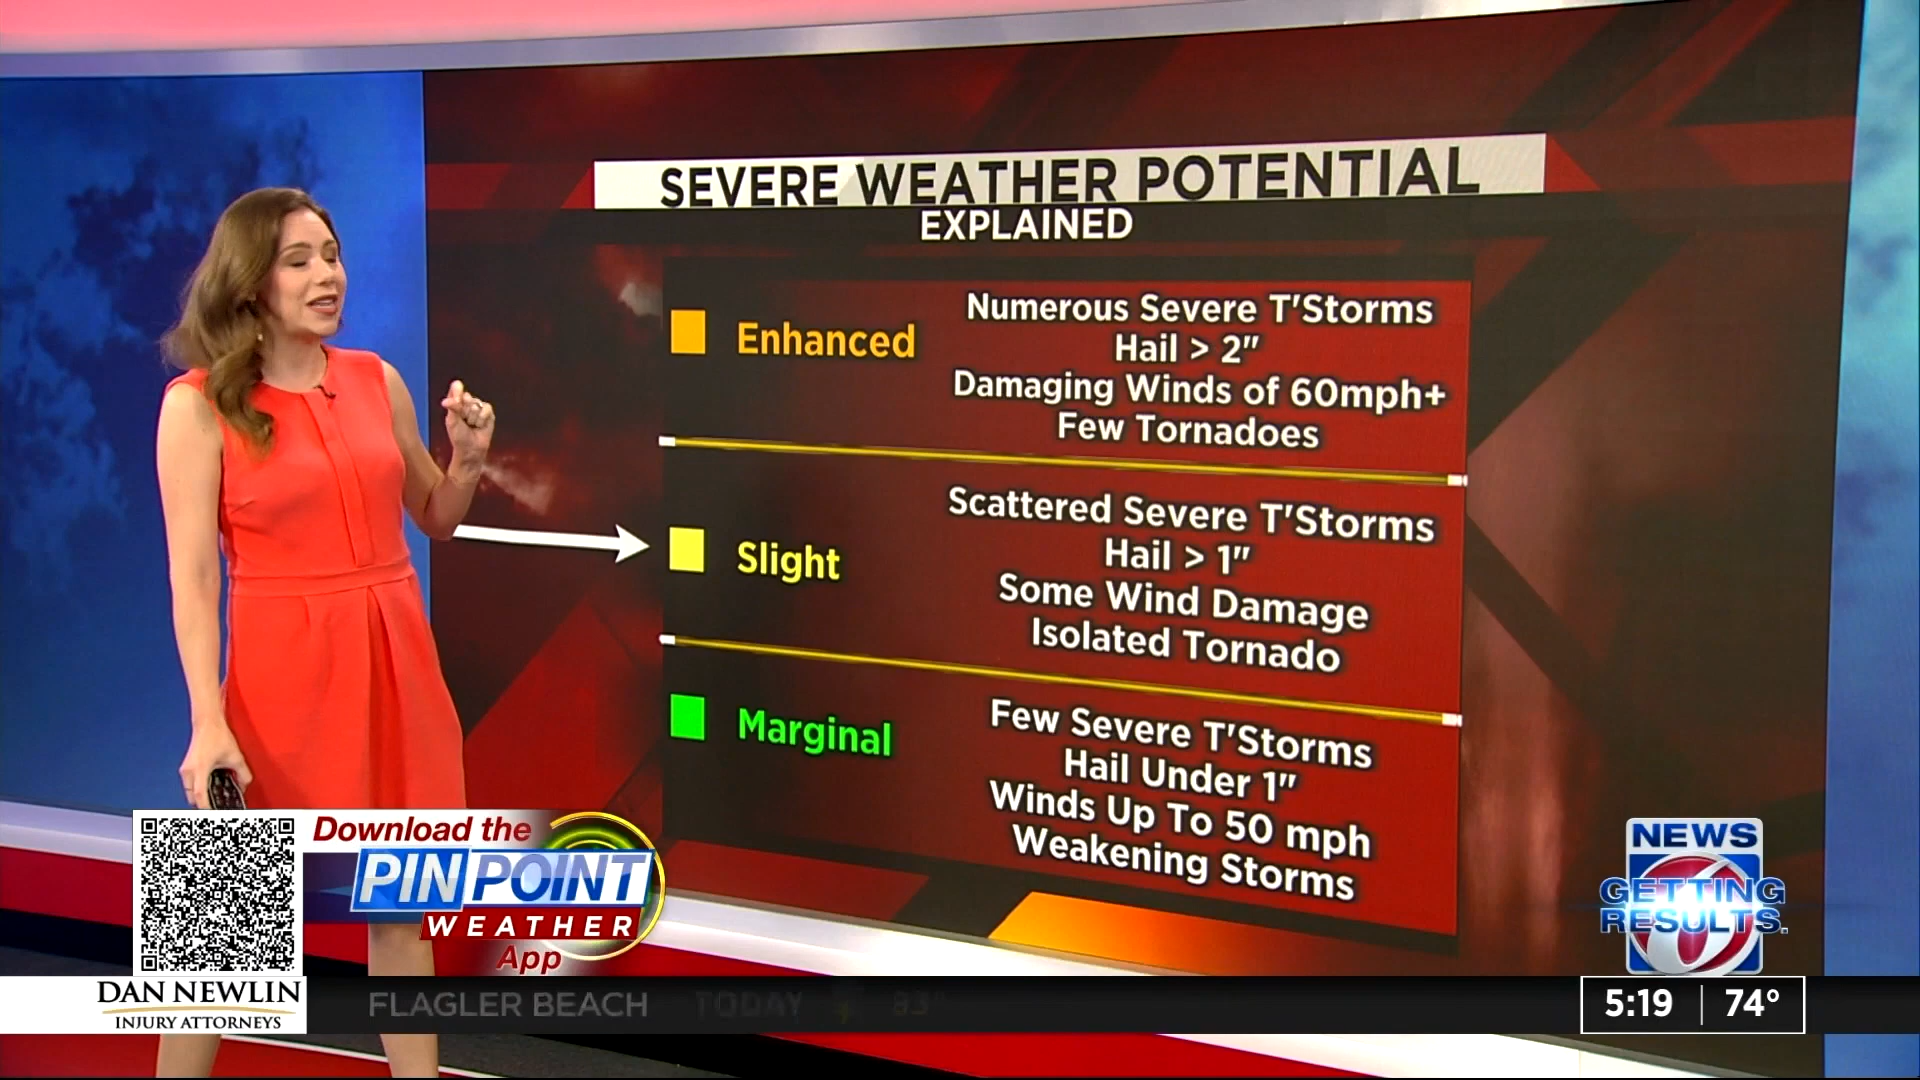 SEVERE WEATHER POTENTIAL
EXPLAINED
Enhanced
Numerous Severe T'Storms
Hail > 2"
Damaging Winds of 60mph+
Few Tornadoes
Slight
Scattered Severe T'Storms
Hail > 1"
Some Wind Damage
Isolated Tornado
Marginal
Few Severe T'Storms
Hail Under 1"
Winds Up To 50 mph
Weakening Storms
Download the
PINPOINT
WEATHER
App
NEWS
6
GETTING
RESULTS.
DAN NEWLIN
INJURY ATTORNEYS
FLAGLER BEACH TODAY 83°
5:19 74°